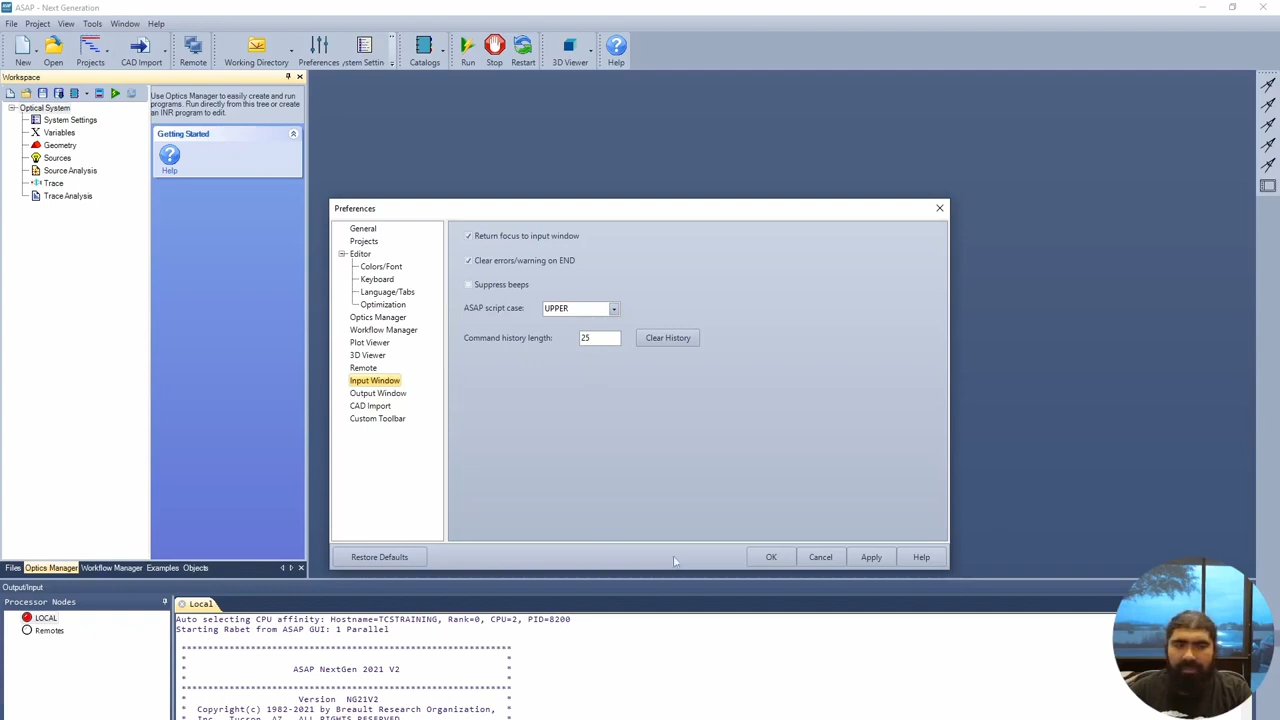 ASAP - Next Generation
File Project View Tools Window Help
New Open Projects CAD Import Remote Working Directory Preferences ystem Settin Catalogs Run Stop Restart 3D Viewer Help
Workspace
Optical System
System Settings
Variables
Geometry
Sources
Source Analysis
Trace
Trace Analysis
Use Optics Manager to easily create and run
programs. Run directly from this tree or create
an INR program to edit.
Getting Started
Help
Preferences
General
Projects
Editor
Colors/Font
Keyboard
Language/Tabs
Optimization
Optics Manager
Workflow Manager
Plot Viewer
3D Viewer
Remote
Input Window
Output Window
CAD Import
Custom Toolbar
Return focus to input window
Clear errors/warning on END
Suppress beeps
ASAP script case: UPPER
Command history length: 25 Clear History
Restore Defaults OK Cancel Apply Help
Files Optics Manager Workflow Manager Examples Objects
Output/Input
Processor Nodes
LOCAL
Remotes
Local
Auto selecting CPU affinity: Hostname=TCSTRAINING, Rank=0, CPU=2, PID=8200
Starting Rabet from ASAP GUI: 1 Parallel
****************************************************************
* *
* ASAP NextGen 2021 V2 *
* *
****************************************************************
* Version NG21V2 *
* Copyright(c) 1982-2021 by Breault Research Organization, *
* Inc., Tucson, AZ. ALL RIGHTS RESERVED *